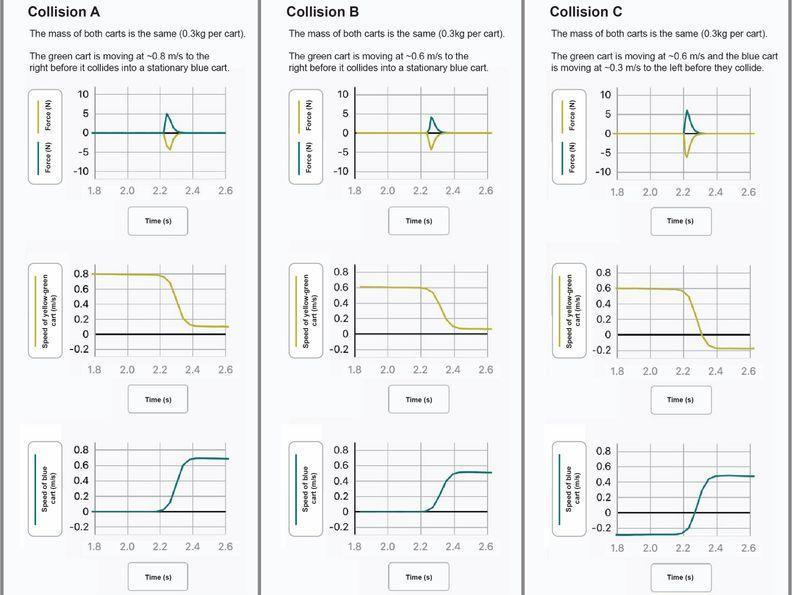 Collision A
The mass of both carts is the same (0.3kg per cart).
The green cart is moving at ~0.8 m/s to the
right before it collides into a stationary blue cart.
Force (N)
Force (N)
10
5
0
-5
-10
1.8 2.0 2.2 2.4 2.6
Time (s)
Speed of yellow-green
cart (m/s)
0.8
0.6
0.4
0.2
0
-0.2
1.8 2.0 2.2 2.4 2.6
Time (s)
Speed of blue
cart (m/s)
0.8
0.6
0.4
0.2
0
-0.2
1.8 2.0 2.2 2.4 2.6
Time (s)
Collision B
The mass of both carts is the same (0.3kg per cart).
The green cart is moving at ~0.6 m/s to the
right before it collides into a stationary blue cart.
Force (N)
Force (N)
10
5
0
-5
-10
1.8 2.0 2.2 2.4 2.6
Time (s)
Speed of yellow-green
cart (m/s)
0.8
0.6
0.4
0.2
0
-0.2
1.8 2.0 2.2 2.4 2.6
Time (s)
Speed of blue
cart (m/s)
0.8
0.6
0.4
0.2
0
-0.2
1.8 2.0 2.2 2.4 2.6
Time (s)
Collision C
The mass of both carts is the same (0.3kg per cart).
The green cart is moving at ~0.6 m/s and the blue cart
is moving at ~0.3 m/s to the left before they collide.
Force (N)
Force (N)
10
5
0
-5
-10
1.8 2.0 2.2 2.4 2.6
Time (s)
Speed of yellow-green
cart (m/s)
0.8
0.6
0.4
0.2
0
-0.2
1.8 2.0 2.2 2.4 2.6
Time (s)
Speed of blue
cart (m/s)
0.8
0.6
0.4
0.2
0
-0.2
1.8 2.0 2.2 2.4 2.6
Time (s)